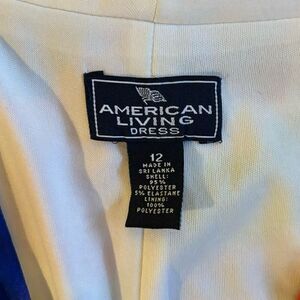 AMERICAN
LIVING
DRESS
12
MADE IN
SRI LANKA
SHELL:
95%
POLYESTER
5% ELASTANE
LINING:
100%
POLYESTER